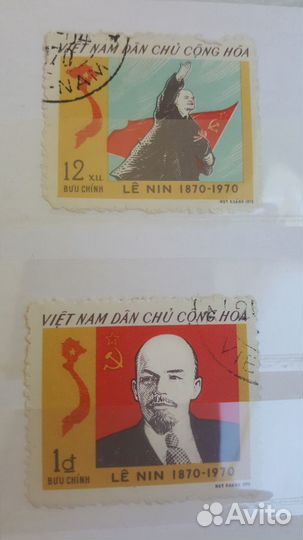 VIỆT NAM DÂN CHỦ CỘNG HÒA
NAM
12 XU
BƯU CHÍNH
LÊ NIN 1870-1970
VIỆT NAM DÂN CHỦ CỘNG HÒA
1đ
BƯU CHÍNH
LÊ NIN 1870-1970
Avito